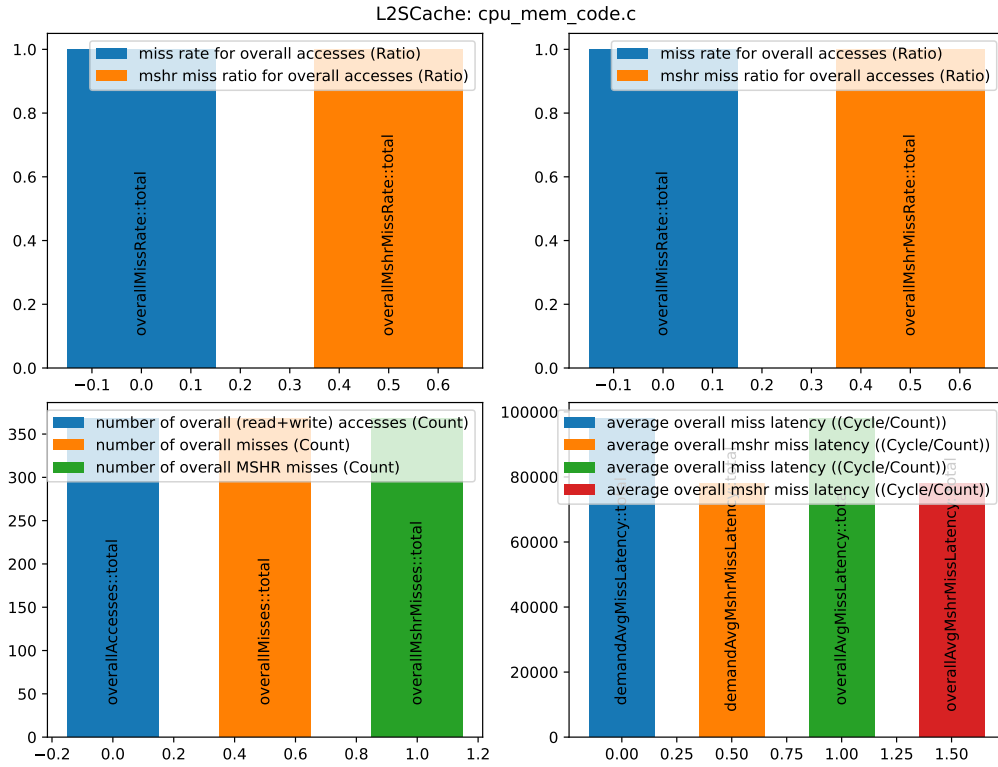 L2SCache: cpu_mem_code.c
miss rate for overall accesses (Ratio)
mshr miss ratio for overall accesses (Ratio)
1.0
0.8
0.6
0.4
0.2
0.0
overallMissRate::total
overallMshrMissRate::total
−0.1 0.0 0.1 0.2 0.3 0.4 0.5 0.6
miss rate for overall accesses (Ratio)
mshr miss ratio for overall accesses (Ratio)
1.0
0.8
0.6
0.4
0.2
0.0
overallMissRate::total
overallMshrMissRate::total
−0.1 0.0 0.1 0.2 0.3 0.4 0.5 0.6
number of overall (read+write) accesses (Count)
number of overall misses (Count)
number of overall MSHR misses (Count)
350
300
250
200
150
100
50
0
overallAccesses::total
overallMisses::total
overallMshrMisses::total
−0.2 0.0 0.2 0.4 0.6 0.8 1.0 1.2
average overall miss latency ((Cycle/Count))
average overall mshr miss latency ((Cycle/Count))
average overall miss latency ((Cycle/Count))
average overall mshr miss latency ((Cycle/Count))
100000
80000
60000
40000
20000
0
demandAvgMissLatency::total
demandAvgMshrMissLatency::total
overallAvgMissLatency::total
overallAvgMshrMissLatency::total
0.00 0.25 0.50 0.75 1.00 1.25 1.50